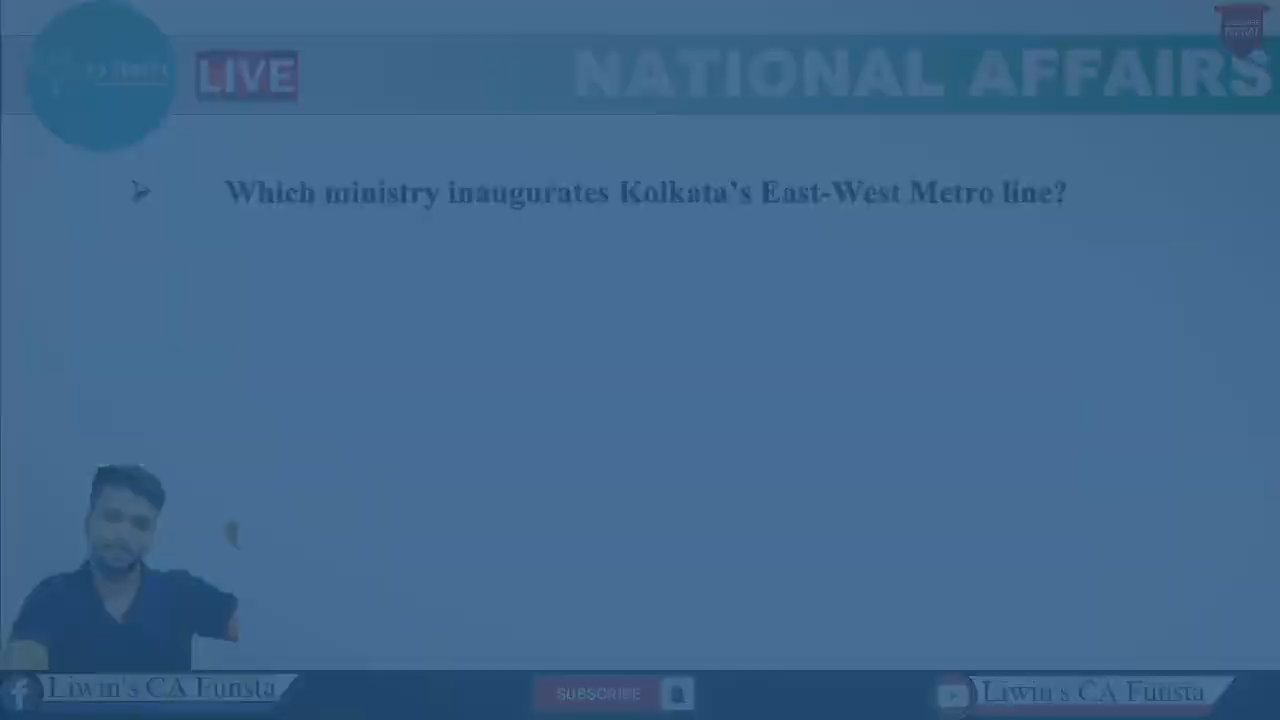 LIVE
NATIONAL AFFAIRS
➢ Which ministry inaugurates Kolkata's East-West Metro line?
Liwin's CA Funsta
SUBSCRIBE
Liwin's CA Funsta